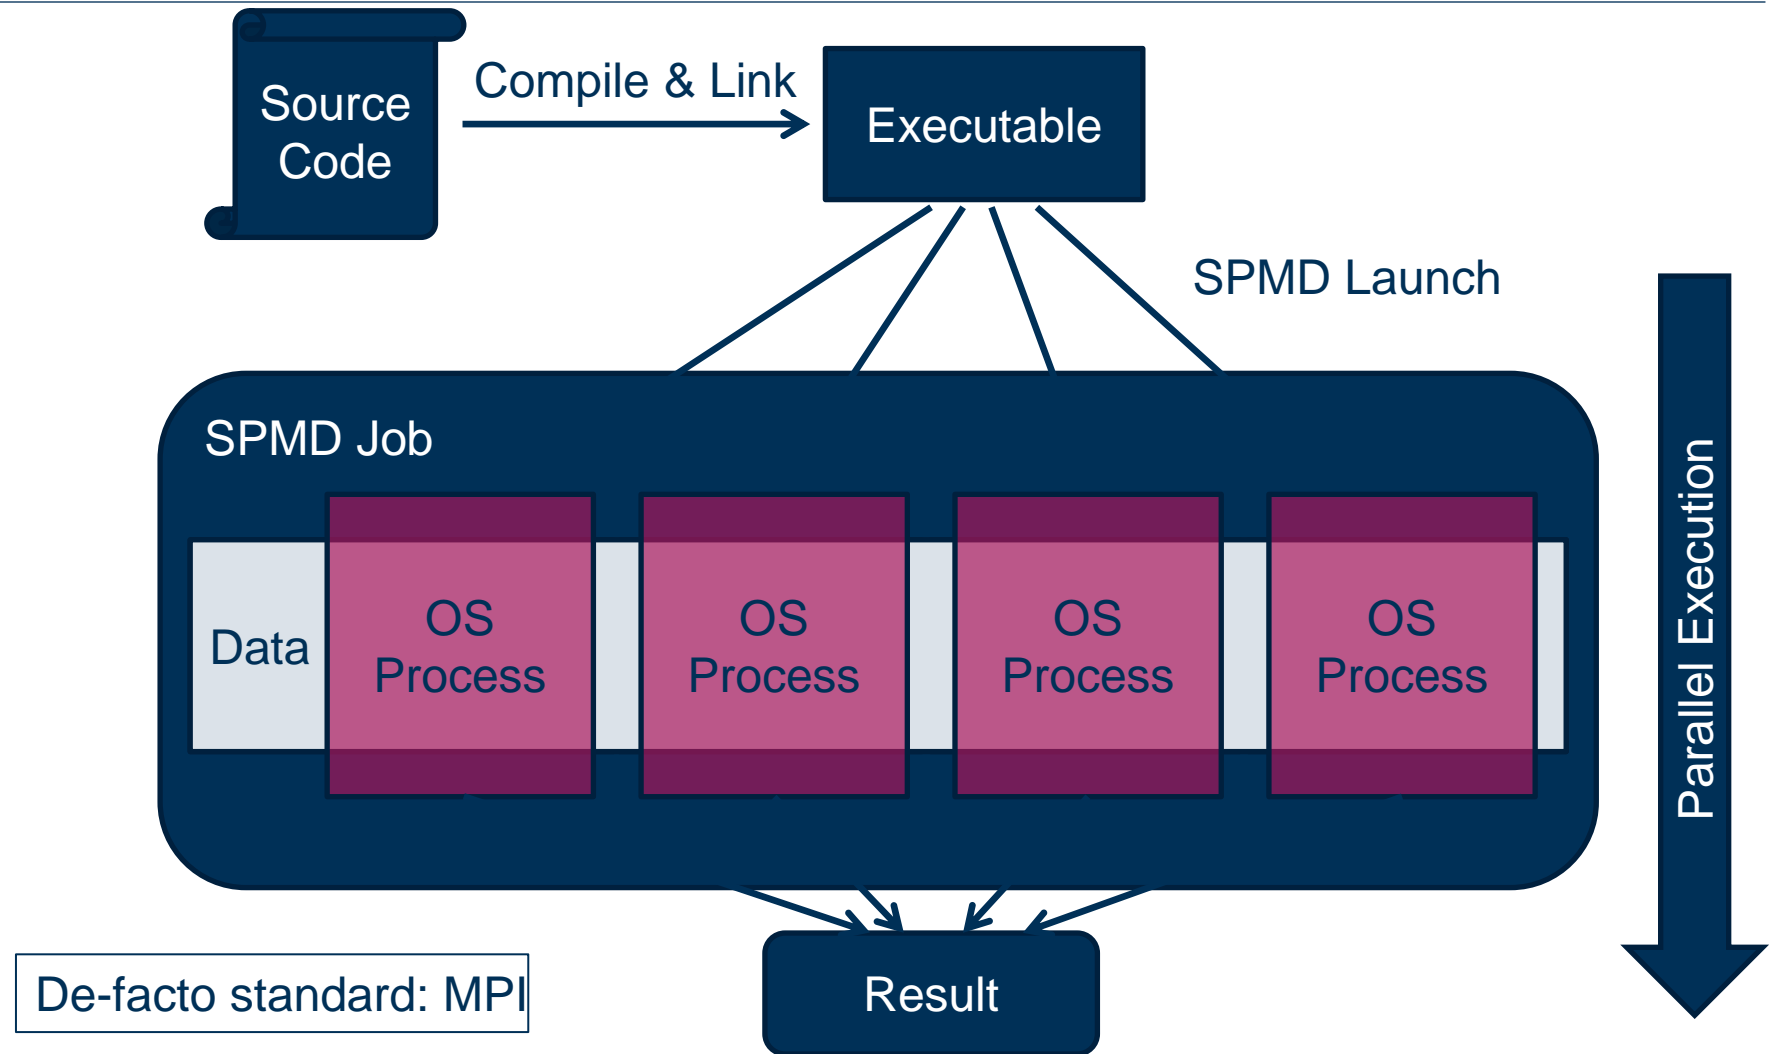 Source
Code
Compile & Link
Executable
SPMD Launch
SPMD Job
Data
OS
Process
OS
Process
OS
Process
OS
Process
Parallel Execution
De-facto standard: MPI
Result